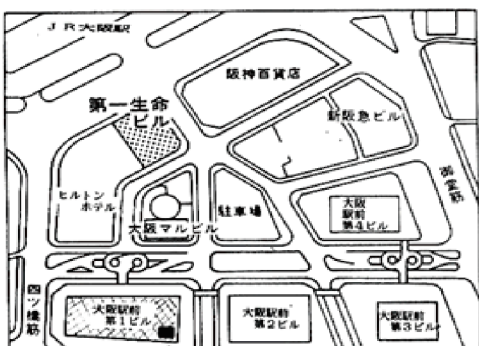 JR大阪駅
阪神百貨店
第一生命
ビル
新阪急ビル
御堂筋
ヒルトン
ホテル
大阪マルビル
駐車場
大阪
駅前
第4ビル
四ツ橋筋
大阪駅前
第1ビル
大阪駅前
第2ビル
大阪駅前
第3ビル